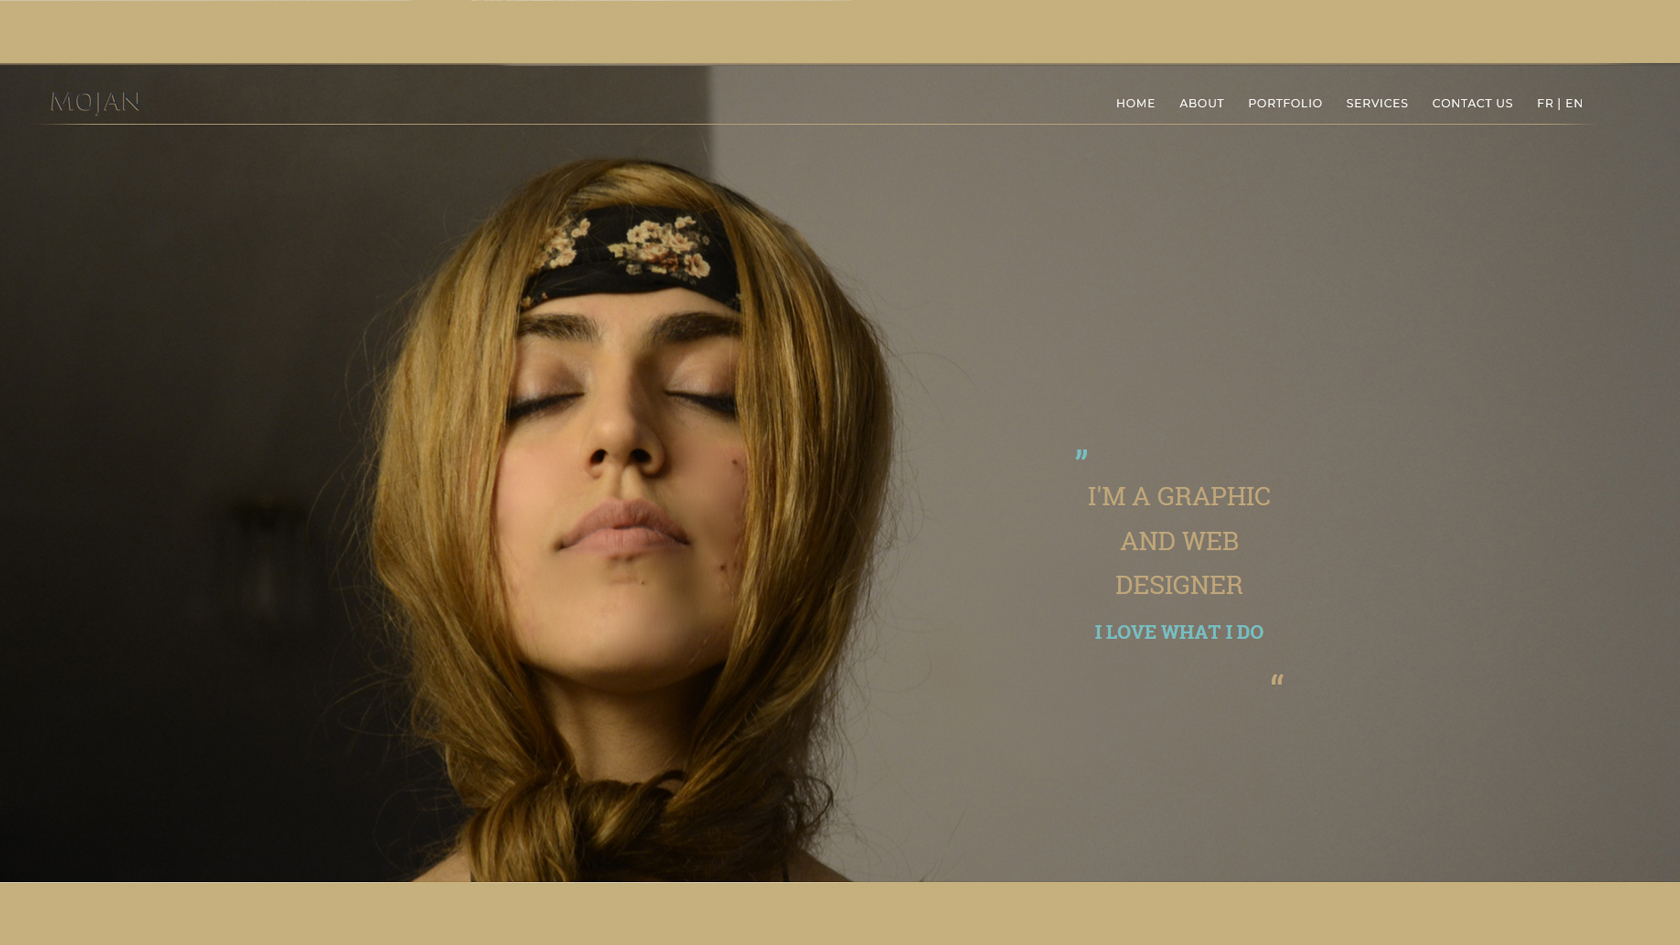 MOJAN
HOME ABOUT PORTFOLIO SERVICES CONTACT US FR | EN
”
I'M A GRAPHIC
AND WEB
DESIGNER
I LOVE WHAT I DO
“